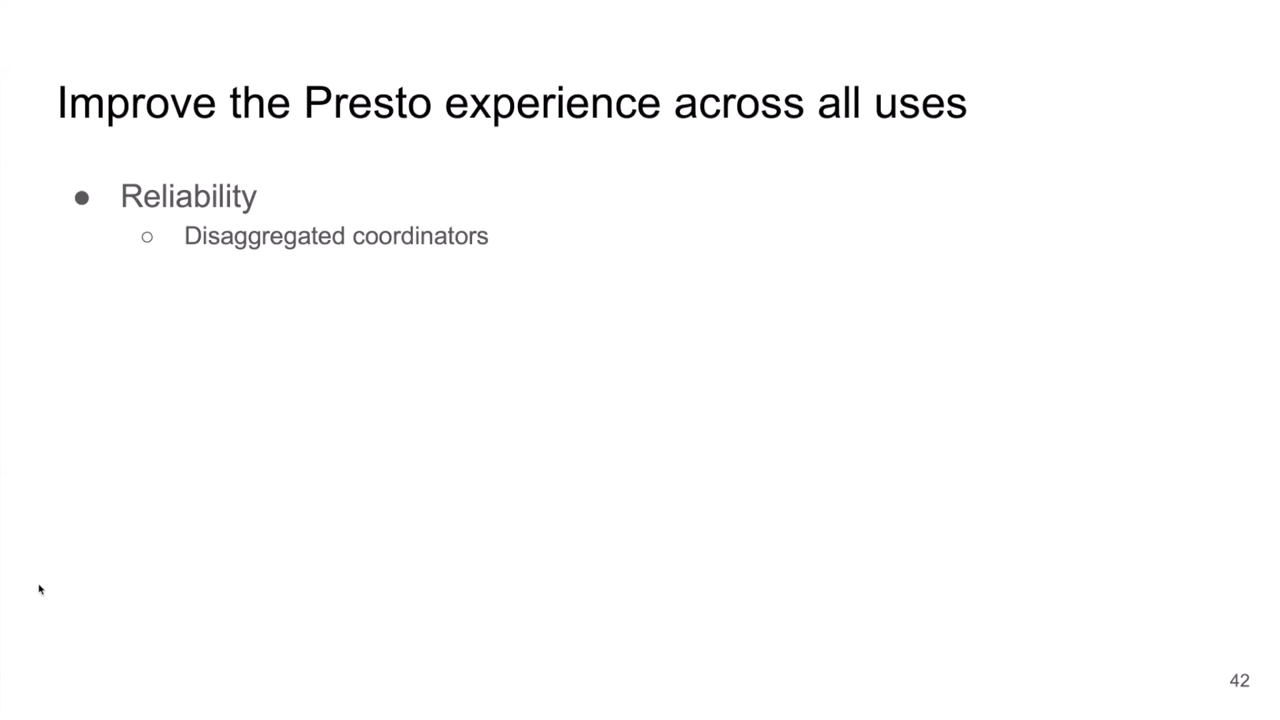 Improve the Presto experience across all uses
● Reliability
○ Disaggregated coordinators
42